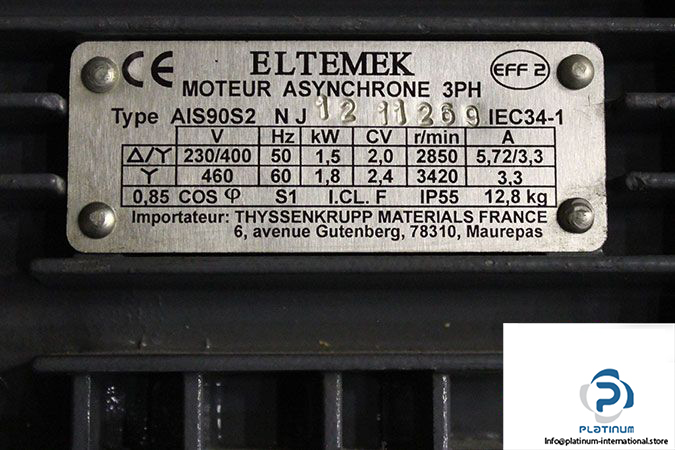 CE ELTEMEK EFF 2
MOTEUR ASYNCHRONE 3PH
Type AIS90S2 N J 12 11269 IEC34-1
V Hz kW CV r/min A
Δ/Y 230/400 50 1,5 2,0 2850 5,72/3,3
Y 460 60 1,8 2,4 3420 3,3
0,85 COS φ S1 I.CL. F IP55 12,8 kg
Importateur: THYSSENKRUPP MATERIALS FRANCE
6, avenue Gutenberg, 78310, Maurepas
PLATINUM
Info@platinum-international.store